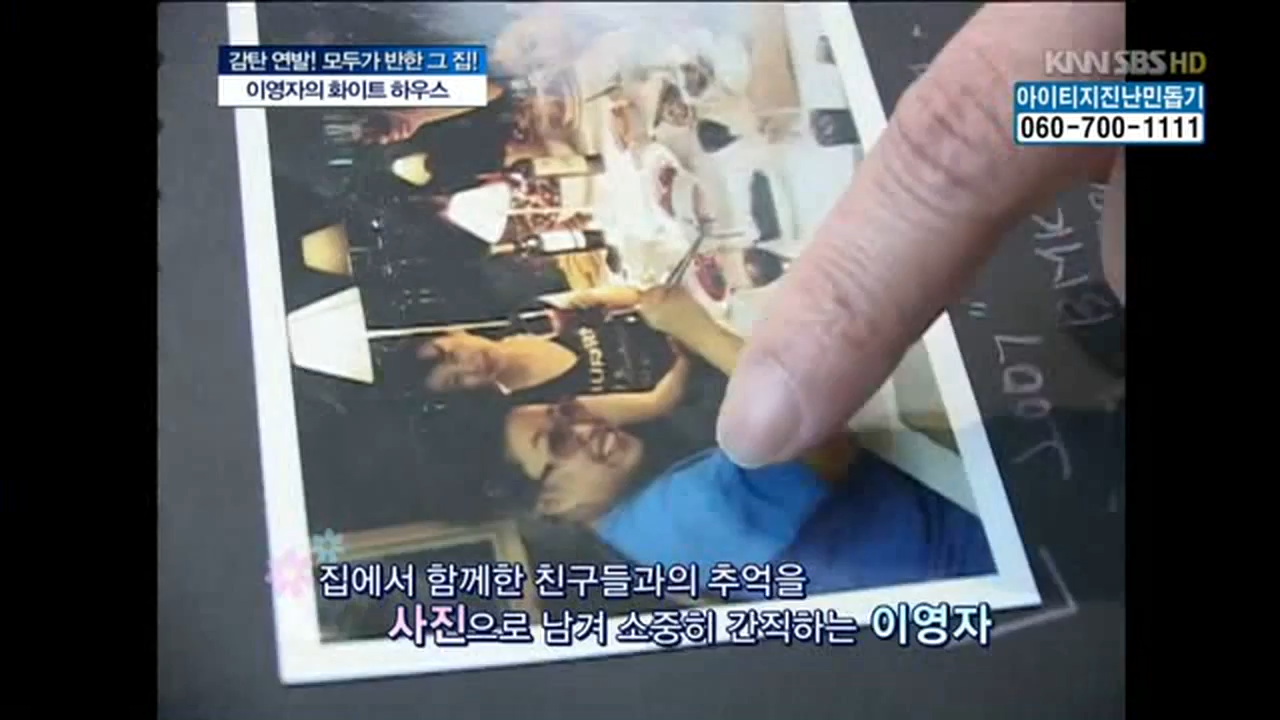 감탄 연발! 모두가 반한 그 집!
이영자의 화이트 하우스
KNN SBS HD
아이티지진난민돕기
060-700-1111
2007
집에서 함께한 친구들과의 추억을
사진으로 남겨 소중히 간직하는 이영자